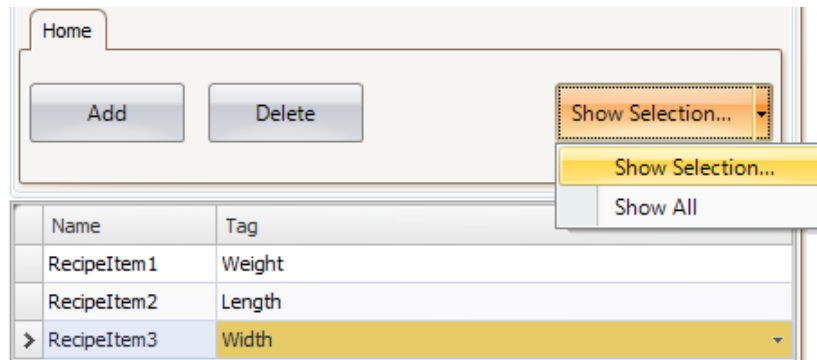 Home
Add Delete Show Selection...
Show Selection...
Show All
Name Tag
RecipeItem1 Weight
RecipeItem2 Length
RecipeItem3 Width